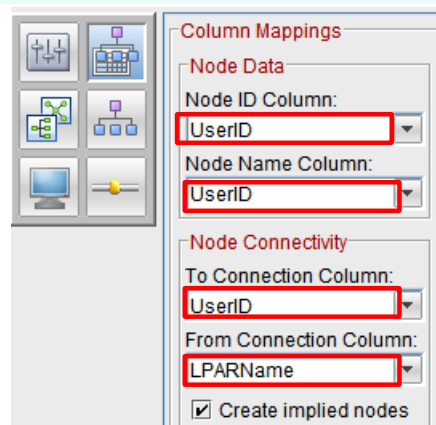 Column Mappings
Node Data
Node ID Column:
UserID
Node Name Column:
UserID
Node Connectivity
To Connection Column:
UserID
From Connection Column:
LPARName
Create implied nodes